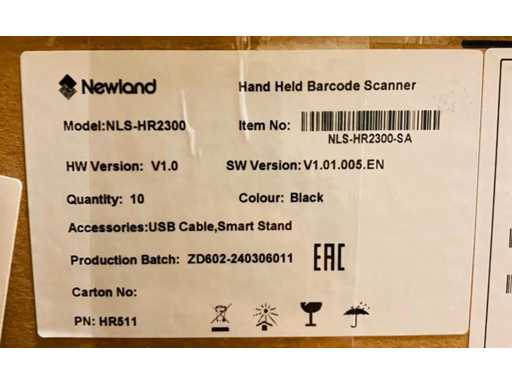 Newland Hand Held Barcode Scanner
Model:NLS-HR2300 Item No:
NLS-HR2300-SA
HW Version: V1.0 SW Version:V1.01.005.EN
Quantity: 10 Colour: Black
Accessories:USB Cable,Smart Stand
Production Batch: ZD602-240306011 EAC
Carton No:
PN: HR511